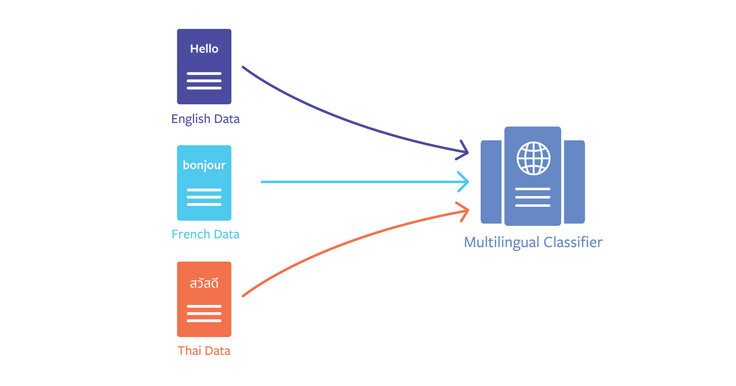 Hello
English Data
bonjour
French Data
สวัสดี
Thai Data
Multilingual Classifier